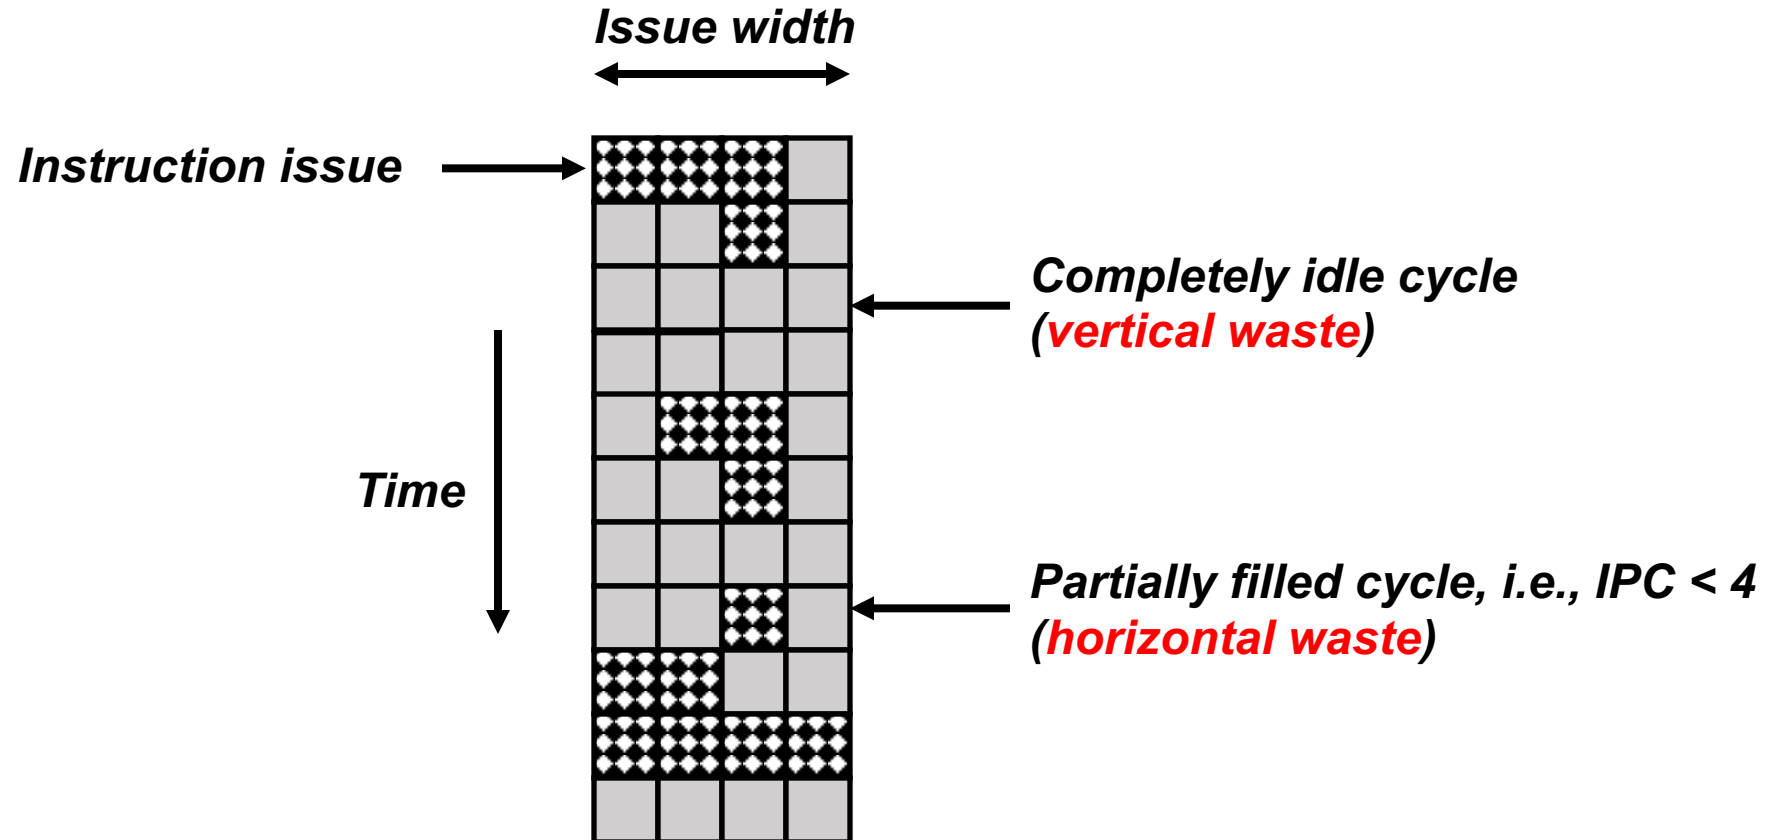 Issue width
Instruction issue
Completely idle cycle
(vertical waste)
Time
Partially filled cycle, i.e., IPC < 4
(horizontal waste)